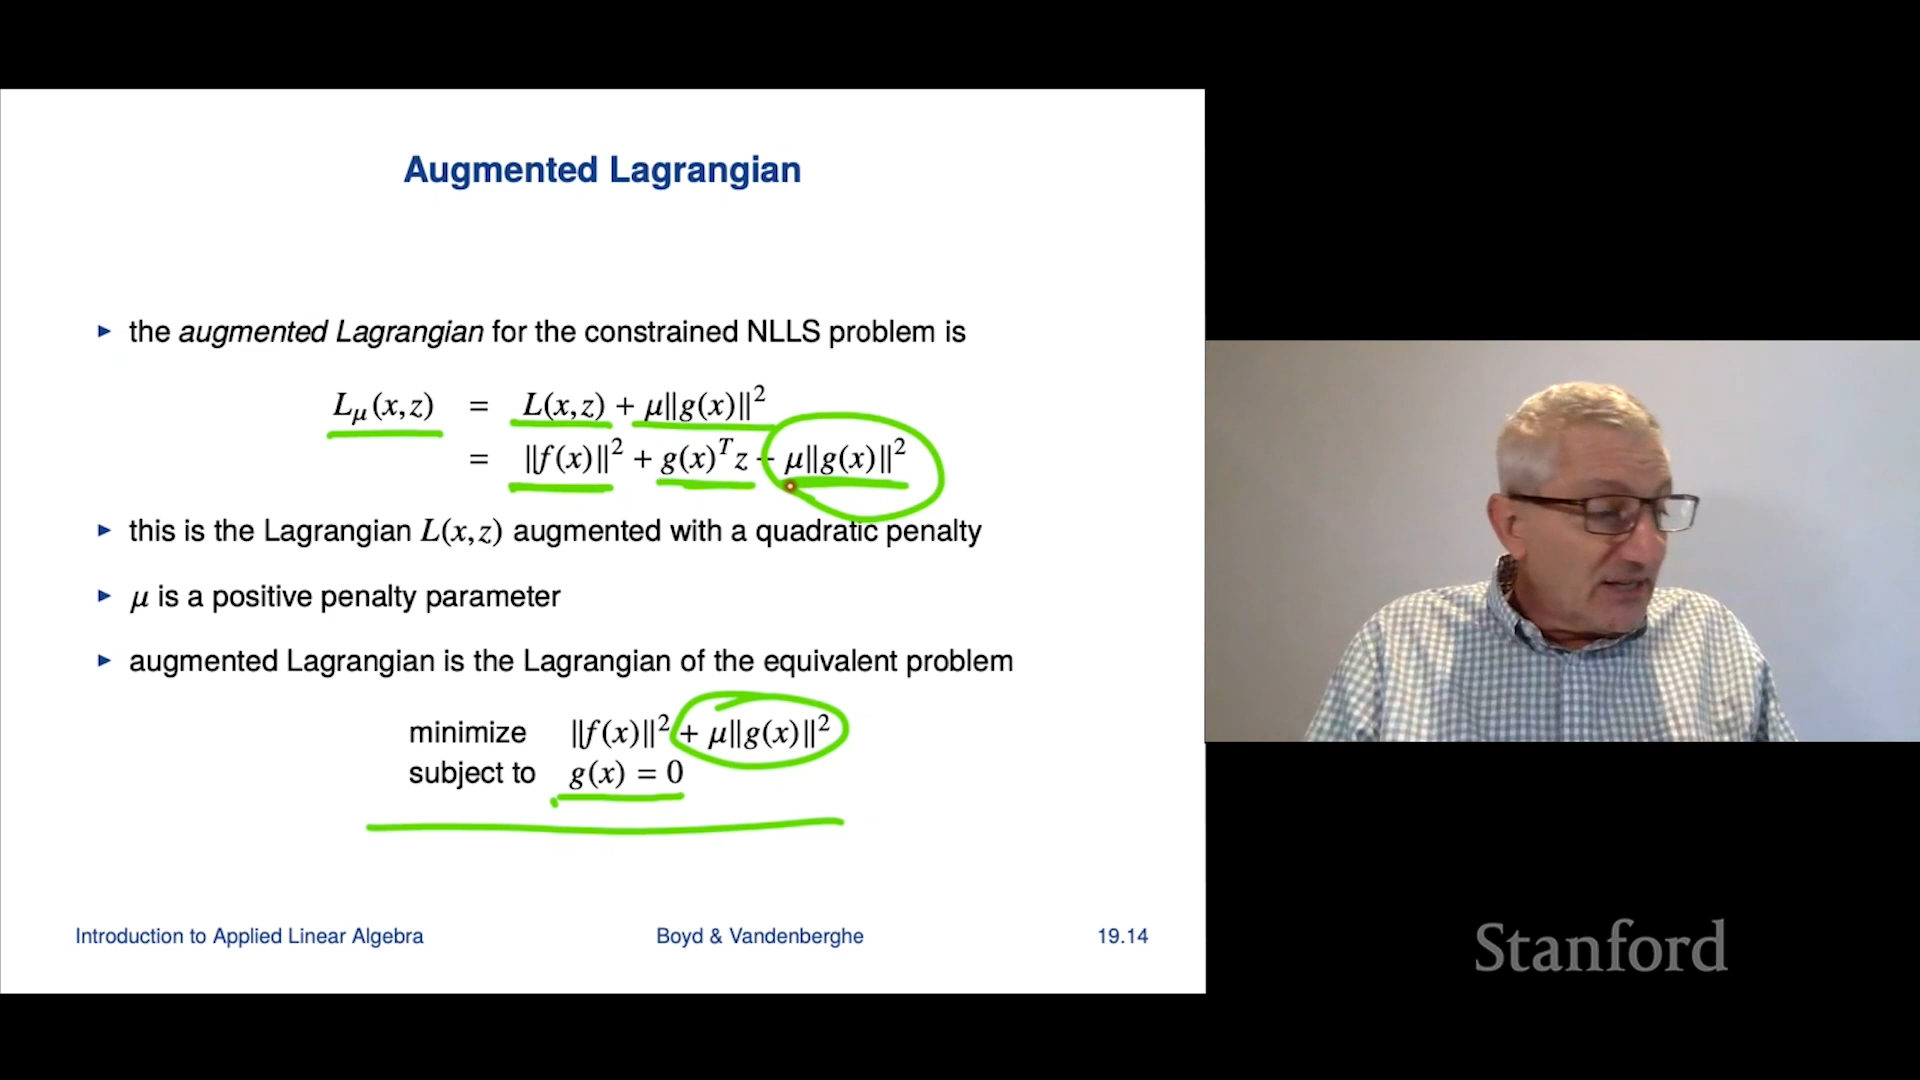 Augmented Lagrangian
▶ the augmented Lagrangian for the constrained NLLS problem is
L_μ(x,z) = L(x,z) + μ‖g(x)‖²
= ‖f(x)‖² + g(x)ᵀz + μ‖g(x)‖²
▶ this is the Lagrangian L(x,z) augmented with a quadratic penalty
▶ μ is a positive penalty parameter
▶ augmented Lagrangian is the Lagrangian of the equivalent problem
minimize ‖f(x)‖² + μ‖g(x)‖²
subject to g(x) = 0
Introduction to Applied Linear Algebra Boyd & Vandenberghe 19.14
Stanford